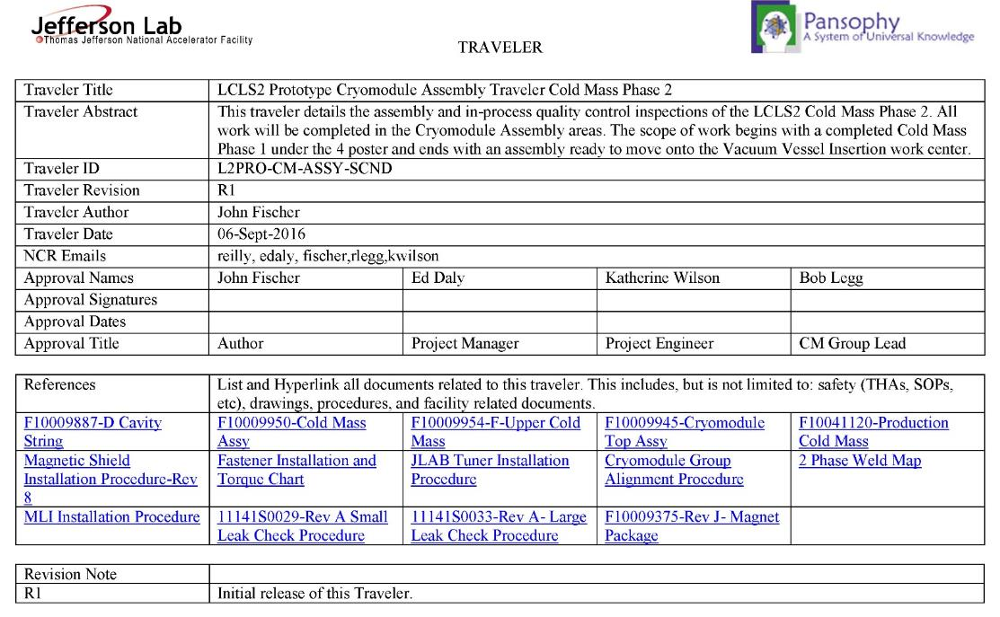 Jefferson Lab
Thomas Jefferson National Accelerator Facility
Pansophy
A System of Universal Knowledge
TRAVELER
Traveler Title LCLS2 Prototype Cryomodule Assembly Traveler Cold Mass Phase 2
Traveler Abstract This traveler details the assembly and in-process quality control inspections of the LCLS2 Cold Mass Phase 2. All
work will be completed in the Cryomodule Assembly areas. The scope of work begins with a completed Cold Mass
Phase 1 under the 4 poster and ends with an assembly ready to move onto the Vacuum Vessel Insertion work center.
Traveler ID L2PRO-CM-ASSY-SCND
Traveler Revision R1
Traveler Author John Fischer
Traveler Date 06-Sept-2016
NCR Emails reilly, edaly, fischer,rlegg,kwilson
Approval Names John Fischer Ed Daly Katherine Wilson Bob Legg
Approval Signatures
Approval Dates
Approval Title Author Project Manager Project Engineer CM Group Lead
References List and Hyperlink all documents related to this traveler. This includes, but is not limited to: safety (THAs, SOPs,
etc), drawings, procedures, and facility related documents.
F10009887-D Cavity F10009950-Cold Mass F10009954-F-Upper Cold F10009945-Cryomodule F10041120-Production
String Assy Mass Top Assy Cold Mass
Magnetic Shield Fastener Installation and JLAB Tuner Installation Cryomodule Group 2 Phase Weld Map
Installation Procedure-Rev Torque Chart Procedure Alignment Procedure
8
MLI Installation Procedure 11141S0029-Rev A Small 11141S0033-Rev A- Large F10009375-Rev J- Magnet
Leak Check Procedure Leak Check Procedure Package
Revision Note
R1 Initial release of this Traveler.